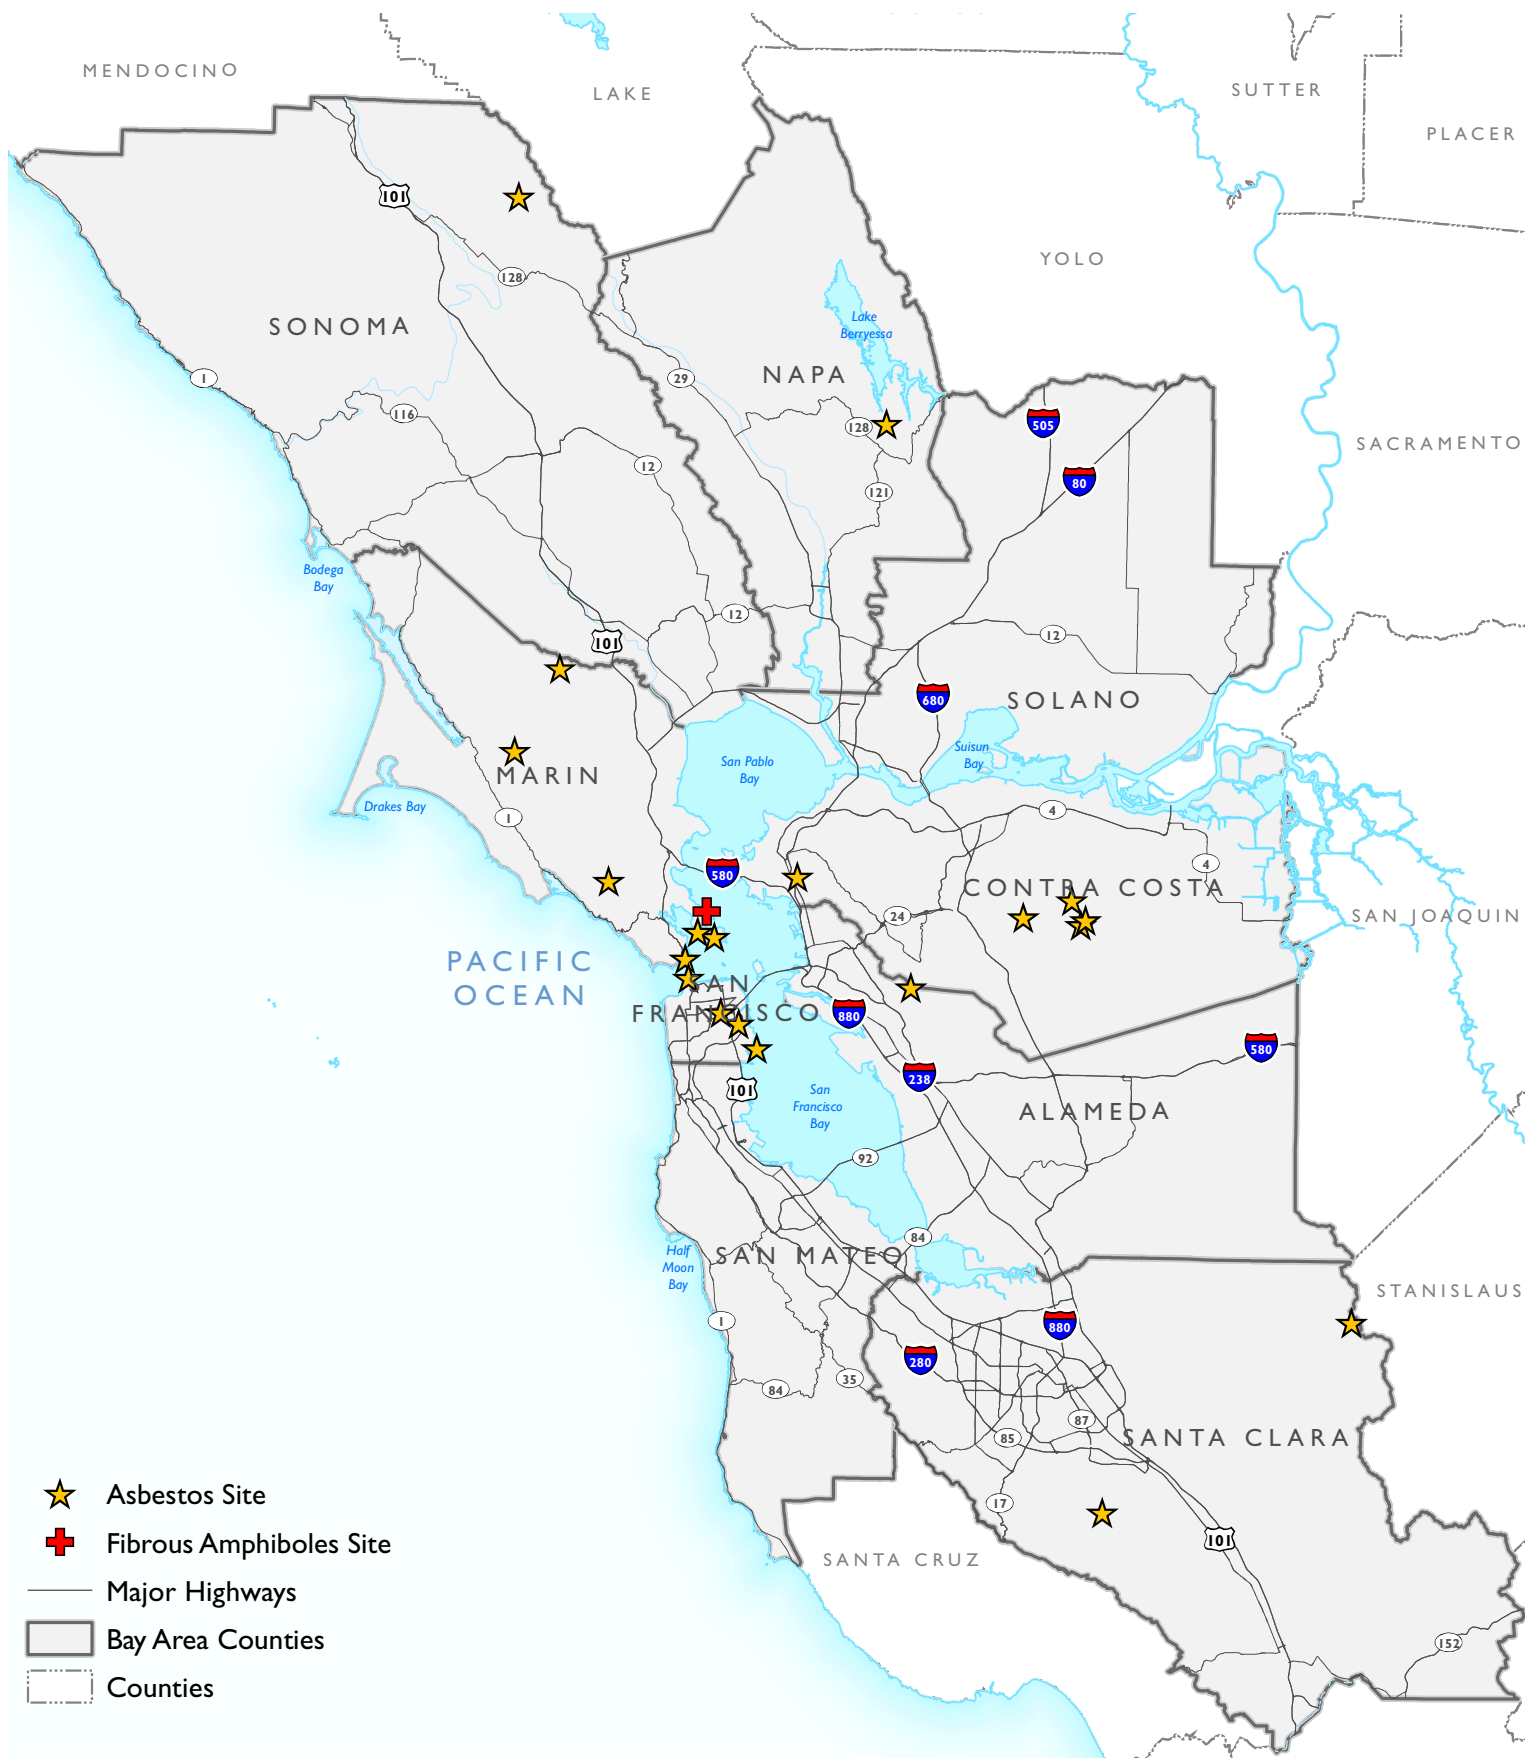 MENDOCINO
LAKE
SUTTER
PLACER
101
YOLO
128
SONOMA
Lake
Berryessa
NAPA
1
29
116
128
505
SACRAMENTO
12
80
121
Bodega
Bay
12
12
101
680
SOLANO
San Pablo
Bay
Suisun
Bay
MARIN
Drakes Bay
1
4
4
580
CONTRA COSTA
24
SAN JOAQUIN
PACIFIC
OCEAN
SAN
FRANCISCO
880
580
238
101
San
Francisco
Bay
ALAMEDA
92
84
Half
Moon
Bay
SAN MATEO
STANISLAUS
1
880
280
84
35
87
85
SANTA CLARA
17
101
SANTA CRUZ
152
Asbestos Site
Fibrous Amphiboles Site
Major Highways
Bay Area Counties
Counties